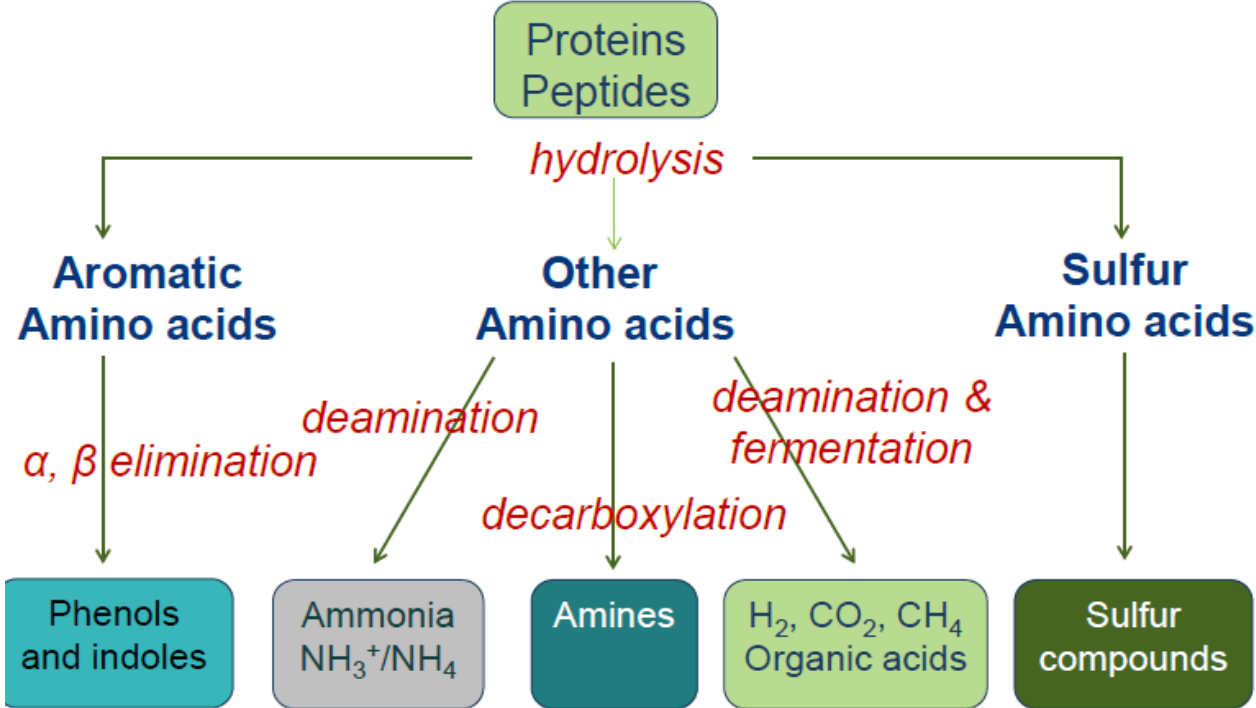 Proteins
Peptides
hydrolysis
Aromatic
Amino acids
Other
Amino acids
Sulfur
Amino acids
α, β elimination
deamination
decarboxylation
deamination &
fermentation
Phenols
and indoles
Ammonia
NH₃⁺/NH₄
Amines
H₂, CO₂, CH₄
Organic acids
Sulfur
compounds